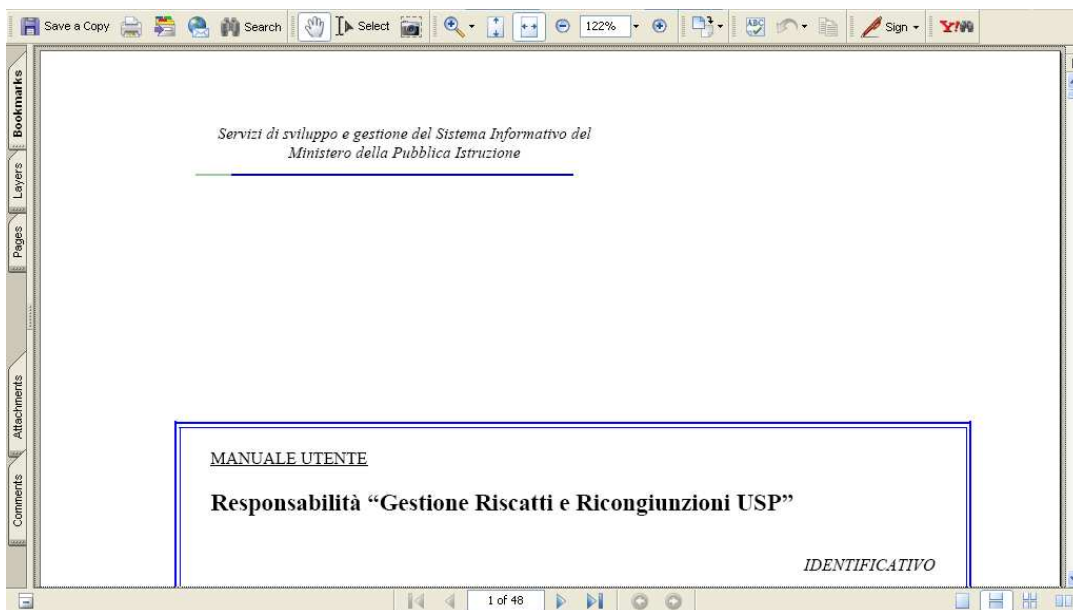 Save a Copy Search Select 122% ABC Sign Y!
Bookmarks
Layers
Pages
Attachments
Comments
Servizi di sviluppo e gestione del Sistema Informativo del
Ministero della Pubblica Istruzione
MANUALE UTENTE
Responsabilità “Gestione Riscatti e Ricongiunzioni USP”
IDENTIFICATIVO
1 of 48